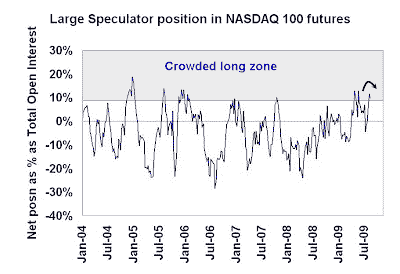 Large Speculator position in NASDAQ 100 futures
Net posn as % as Total Open Interest
30%
20%
10%
0%
-10%
-20%
-30%
-40%
Crowded long zone
Jan-04
Jul-04
Jan-05
Jul-05
Jan-06
Jul-06
Jan-07
Jul-07
Jan-08
Jul-08
Jan-09
Jul-09